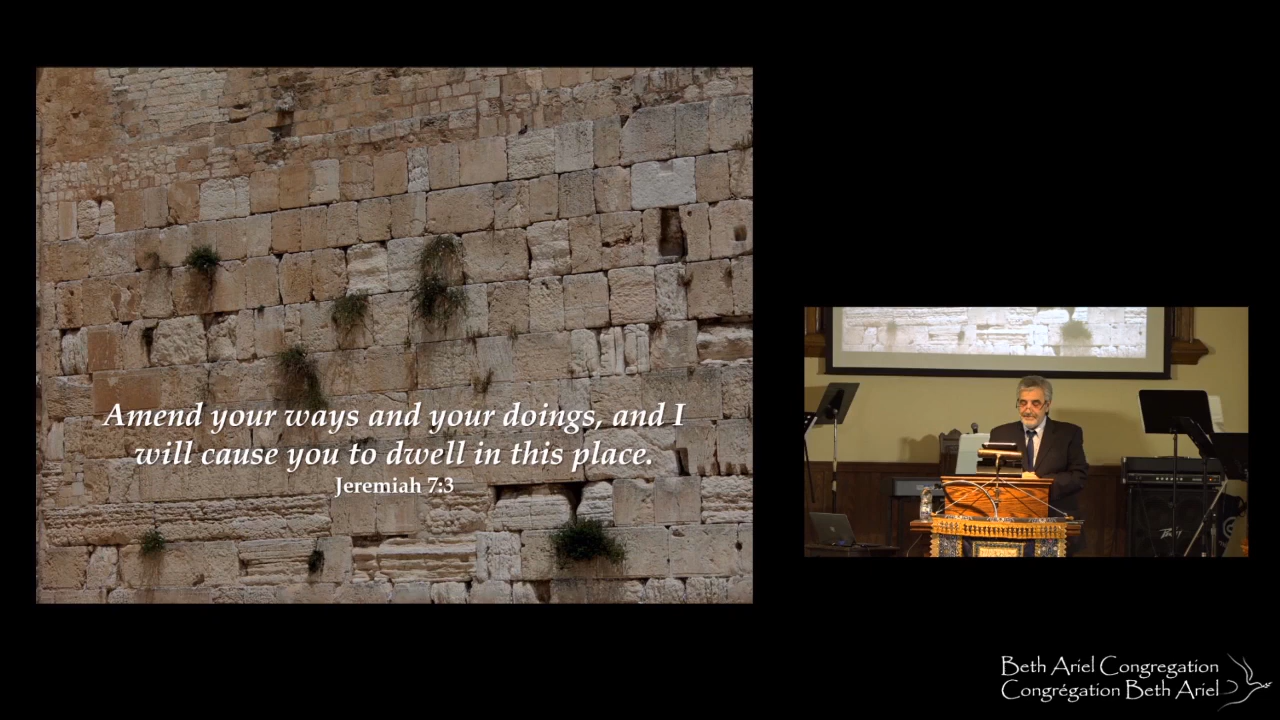 Amend your ways and your doings, and I
will cause you to dwell in this place.
Jeremiah 7:3
Beth Ariel Congregation
Congrégation Beth Ariel
PEAVEY